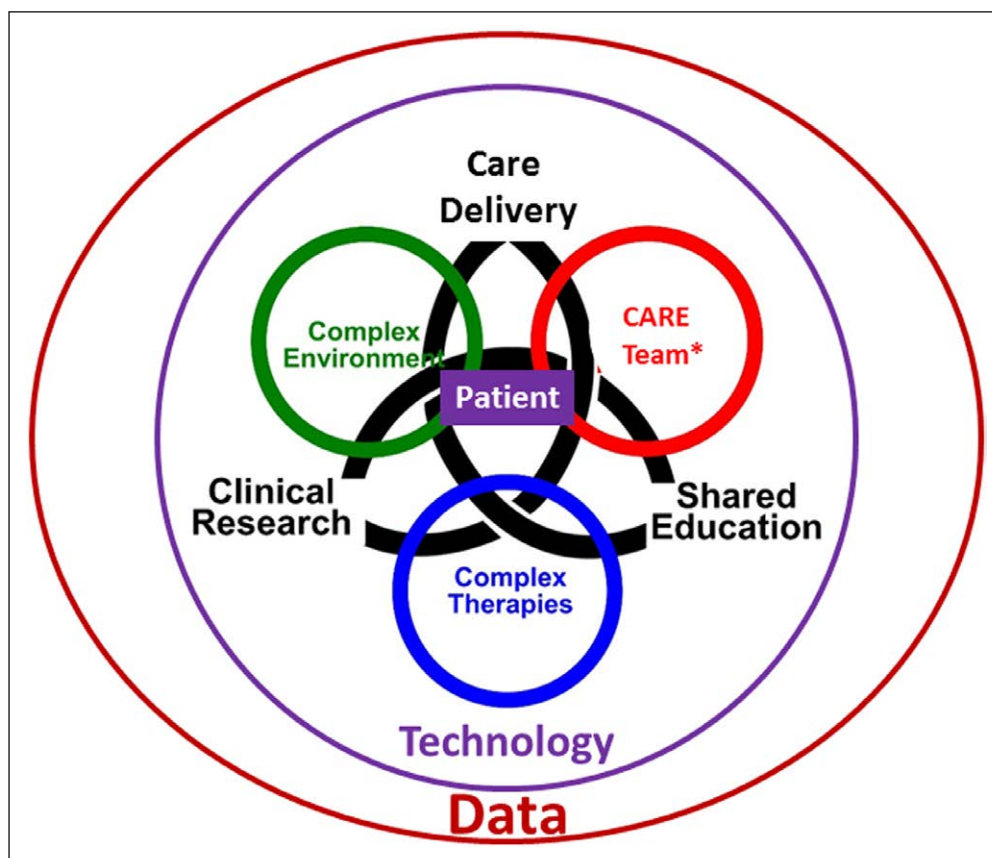 Care
Delivery
Complex
Environment
CARE
Team*
Patient
Clinical
Research
Shared
Education
Complex
Therapies
Technology
Data